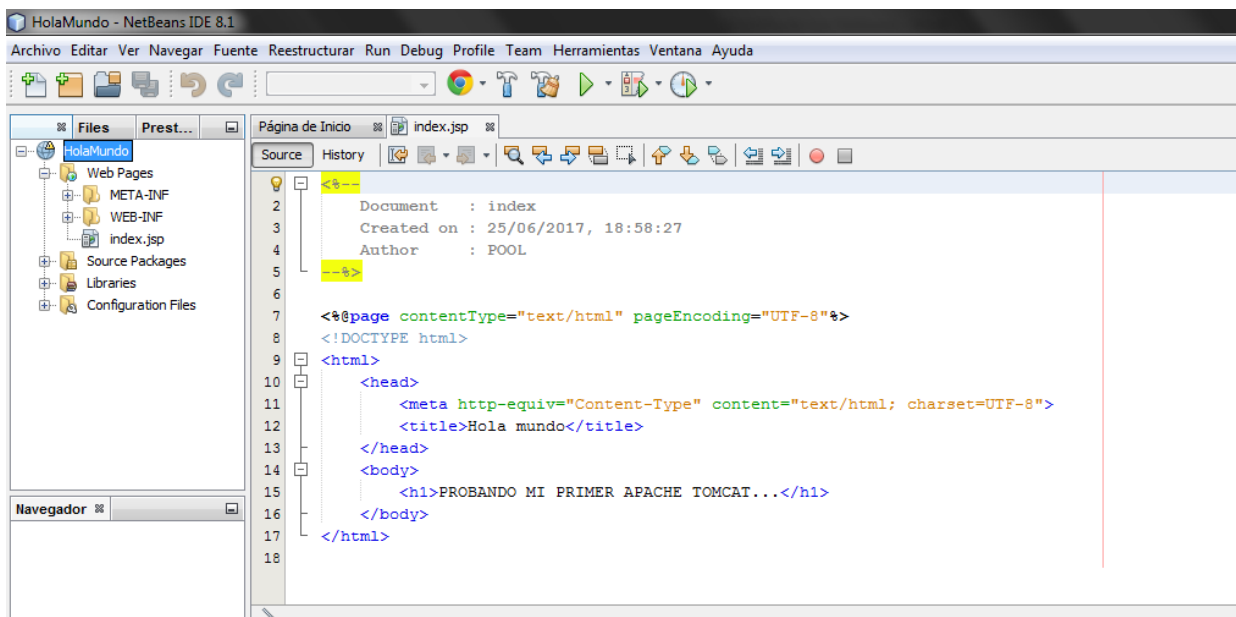 HolaMundo - NetBeans IDE 8.1
Archivo Editar Ver Navegar Fuente Reestructurar Run Debug Profile Team Herramientas Ventana Ayuda
Files Prest...
HolaMundo
Web Pages
META-INF
WEB-INF
index.jsp
Source Packages
Libraries
Configuration Files
Navegador
Página de Inicio index.jsp
Source History
<%--
2 Document : index
3 Created on : 25/06/2017, 18:58:27
4 Author : POOL
5 --%>
6
7 <%@page contentType="text/html" pageEncoding="UTF-8"%>
8 <!DOCTYPE html>
9 <html>
10 <head>
11 <meta http-equiv="Content-Type" content="text/html; charset=UTF-8">
12 <title>Hola mundo</title>
13 </head>
14 <body>
15 <h1>PROBANDO MI PRIMER APACHE TOMCAT...</h1>
16 </body>
17 </html>
18